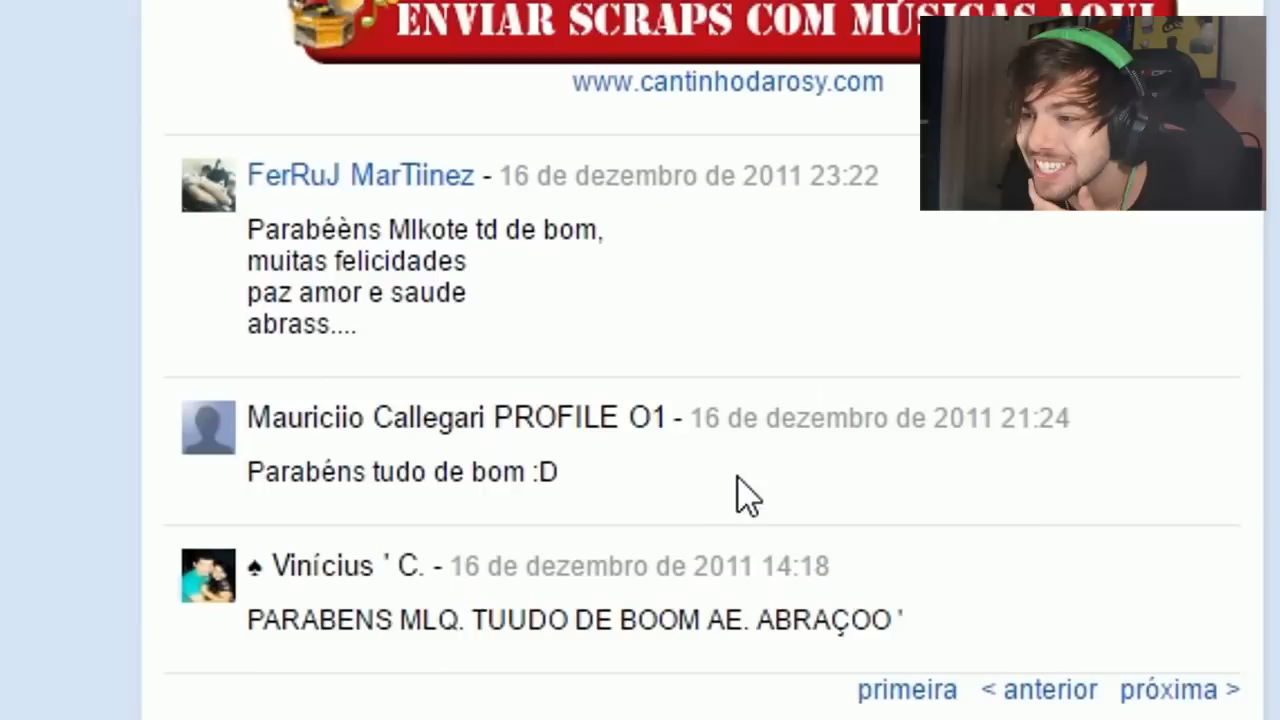 ENVIAR SCRAPS COM MÚSICAS AQUI
www.cantinhodarosy.com
FerRuJ MarTiinez - 16 de dezembro de 2011 23:22
Parabéèns Mlkote td de bom,
muitas felicidades
paz amor e saude
abrass....
Mauriciio Callegari PROFILE O1 - 16 de dezembro de 2011 21:24
Parabéns tudo de bom :D
♠ Vinícius ' C. - 16 de dezembro de 2011 14:18
PARABENS MLQ. TUUDO DE BOOM AE. ABRAÇOO '
primeira < anterior próxima >